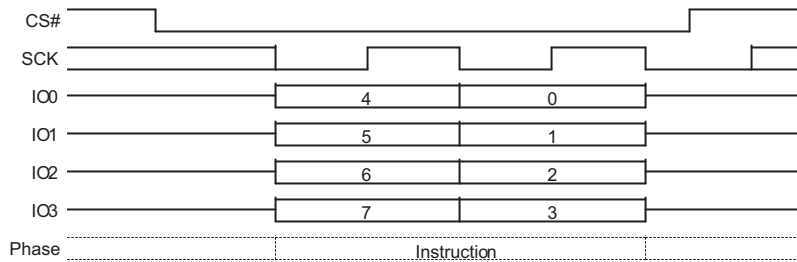 CS#
SCK
IO0 4 0
IO1 5 1
IO2 6 2
IO3 7 3
Phase Instruction